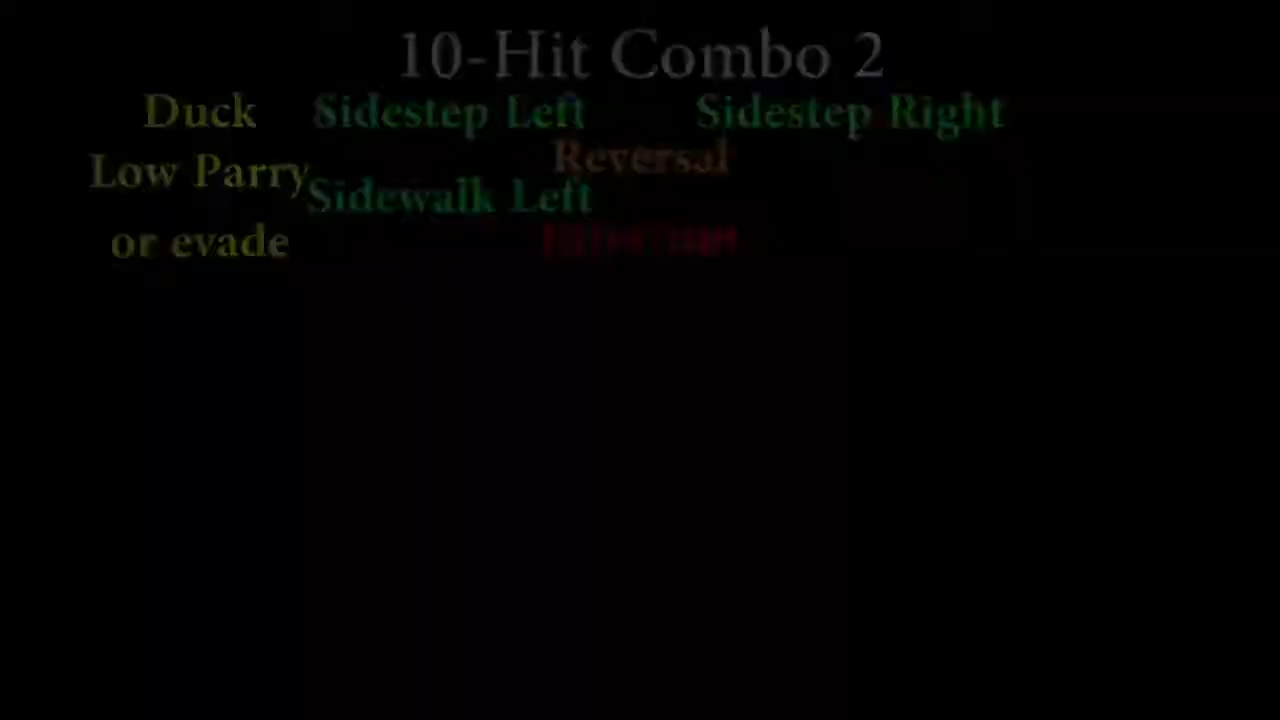 10-Hit Combo 2
Duck
Sidestep Left
Sidestep Right
Reversal
Low Parry
Sidewalk Left
or evade